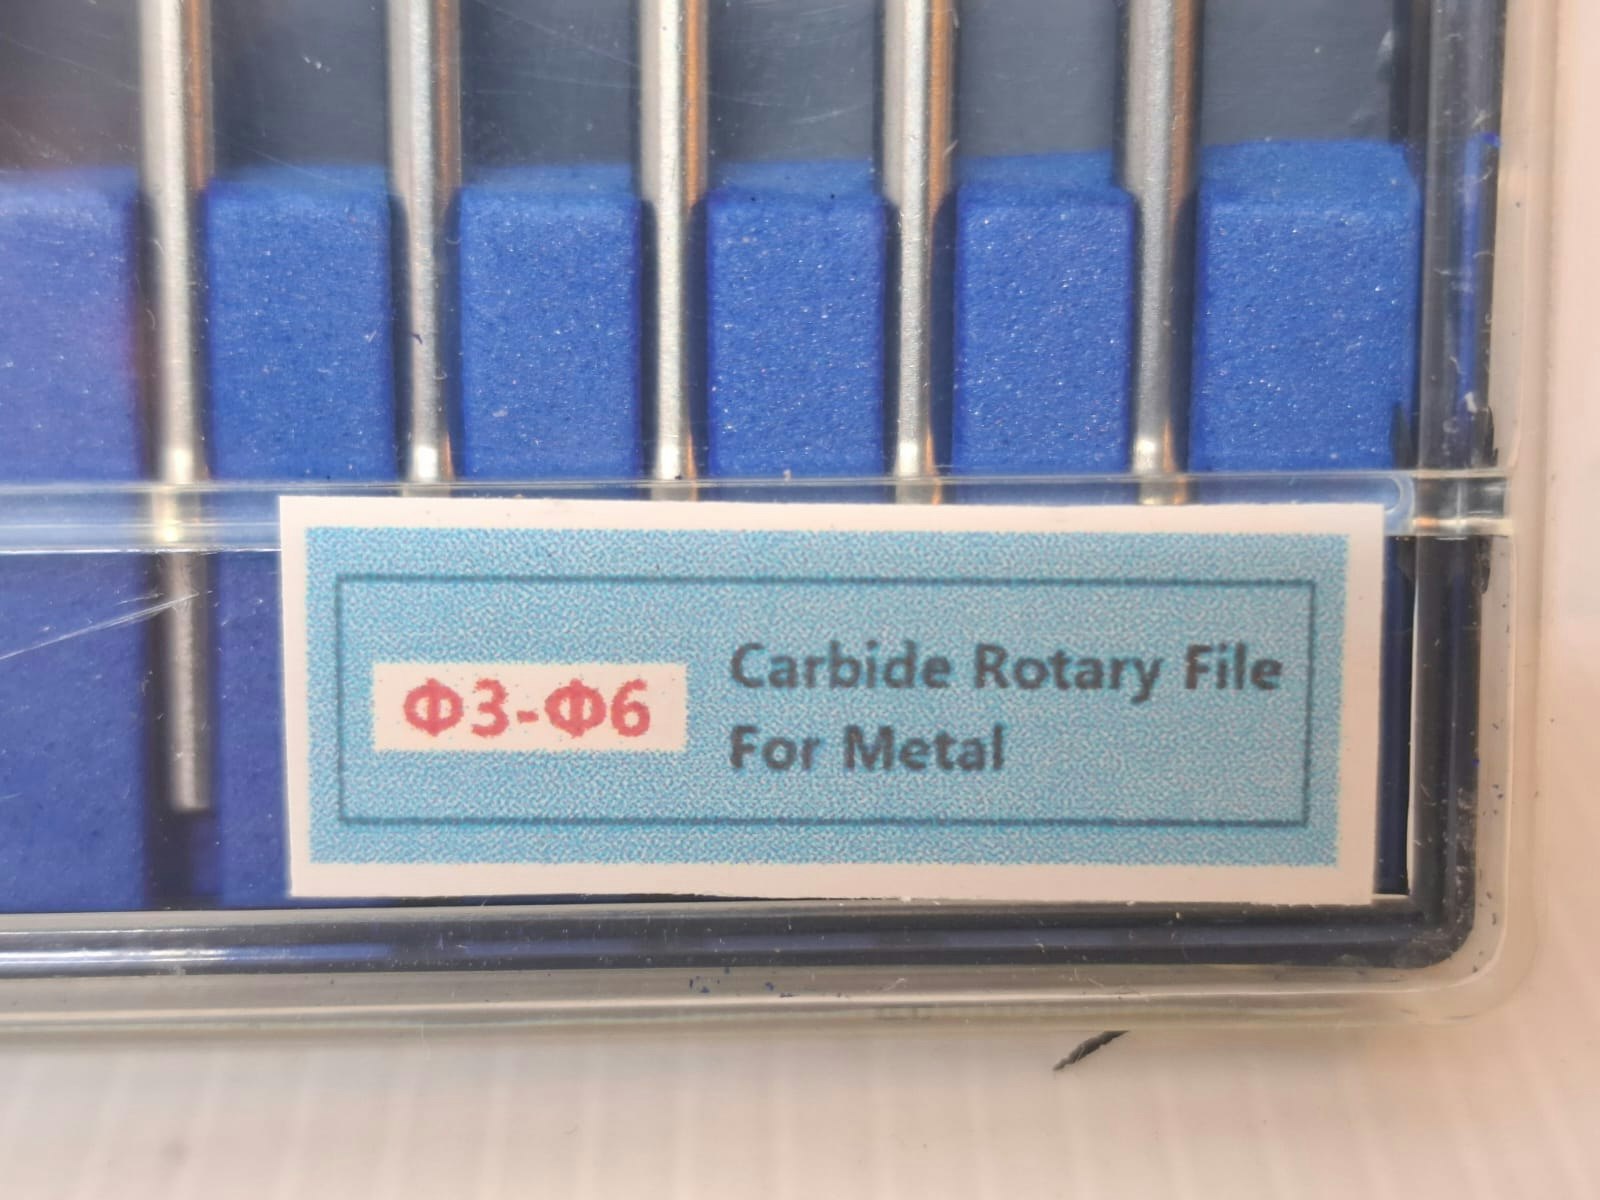 Φ3-Φ6
Carbide Rotary File
For Metal